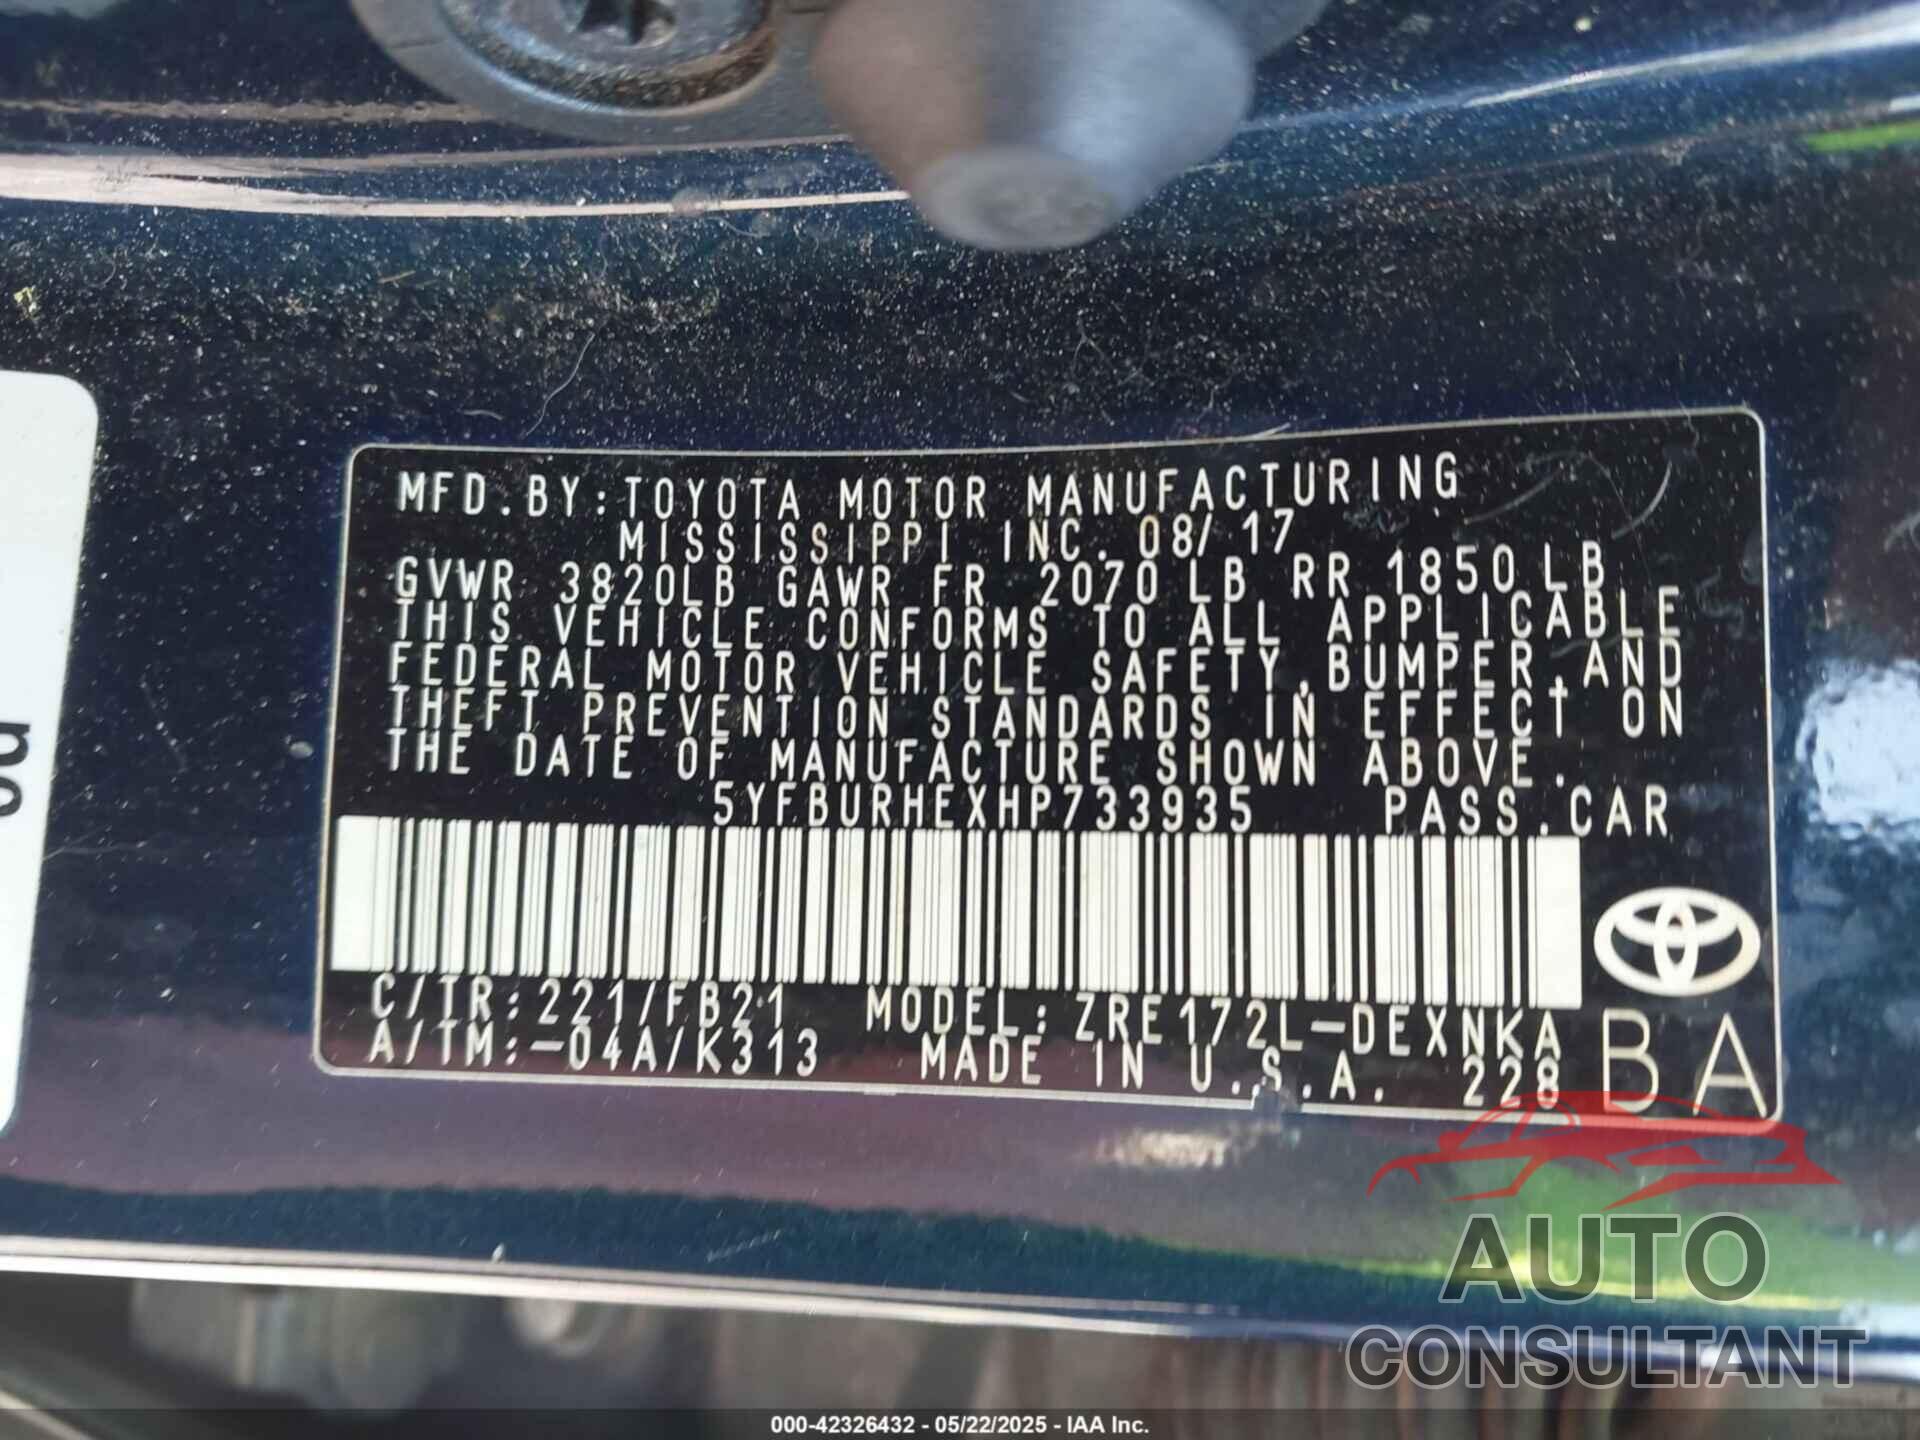 MFD.BY:TOYOTA MOTOR MANUFACTURING
MISSISSIPPI INC. 08/17
GVWR 3820LB GAWR FR 2070LB RR 1850LB
THIS VEHICLE CONFORMS TO ALL APPLICABLE
FEDERAL MOTOR VEHICLE SAFETY,BUMPER,AND
THEFT PREVENTION STANDARDS IN EFFECT ON
THE DATE OF MANUFACTURE SHOWN ABOVE.
5YFBURHEXHP733935 PASS.CAR
C/TR:221/FB21 MODEL:ZRE172L-DEXNKA
A/TM:-04A/K313 MADE IN U.S.A. 228
BA
AUTO
CONSULTANT
000-42326432 - 05/22/2025 - IAA Inc.